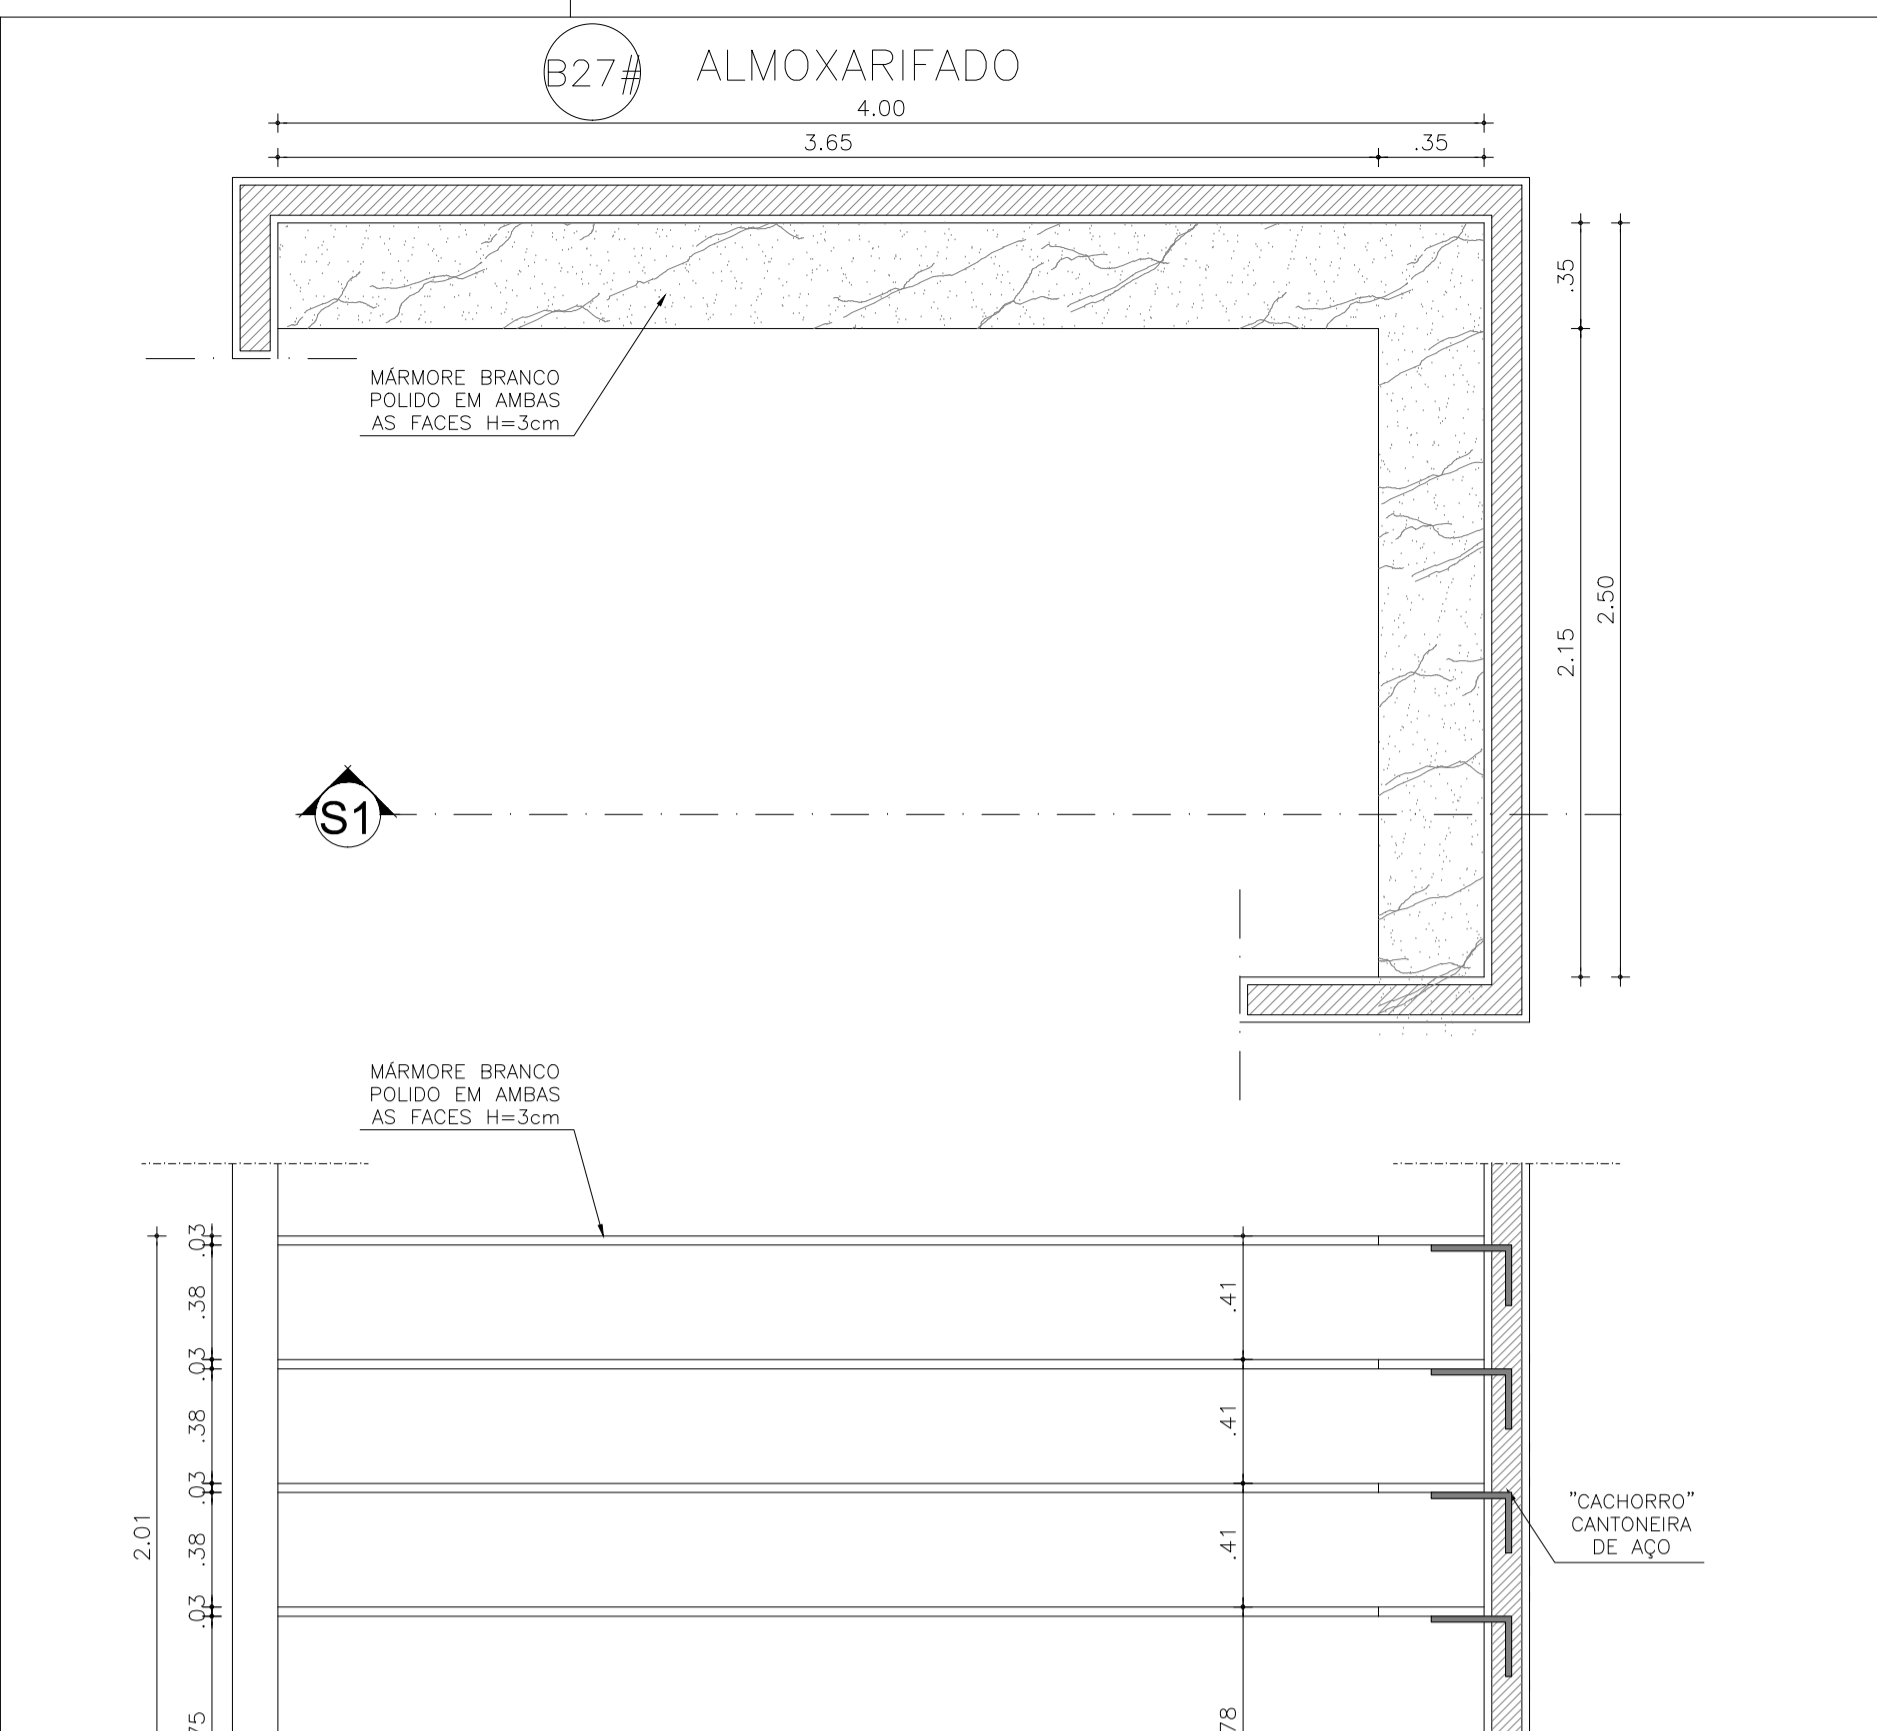 B27#
ALMOXARIFADO
4.00
3.65
.35
.35
MÁRMORE BRANCO
POLIDO EM AMBAS
AS FACES H=3cm
2.50
2.15
S1
MÁRMORE BRANCO
POLIDO EM AMBAS
AS FACES H=3cm
.03
.38
.41
.03
.38
.41
.03
"CACHORRO"
CANTONEIRA
DE AÇO
2.01
.38
.41
.03
75
78